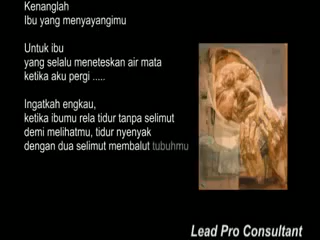 Kenanglah
Ibu yang menyayangimu
Untuk ibu
yang selalu meneteskan air mata
ketika aku pergi .....
Ingatkah engkau,
ketika ibumu rela tidur tanpa selimut
demi melihatmu, tidur nyenyak
dengan dua selimut membalut tubuhmu
Lead Pro Consultant